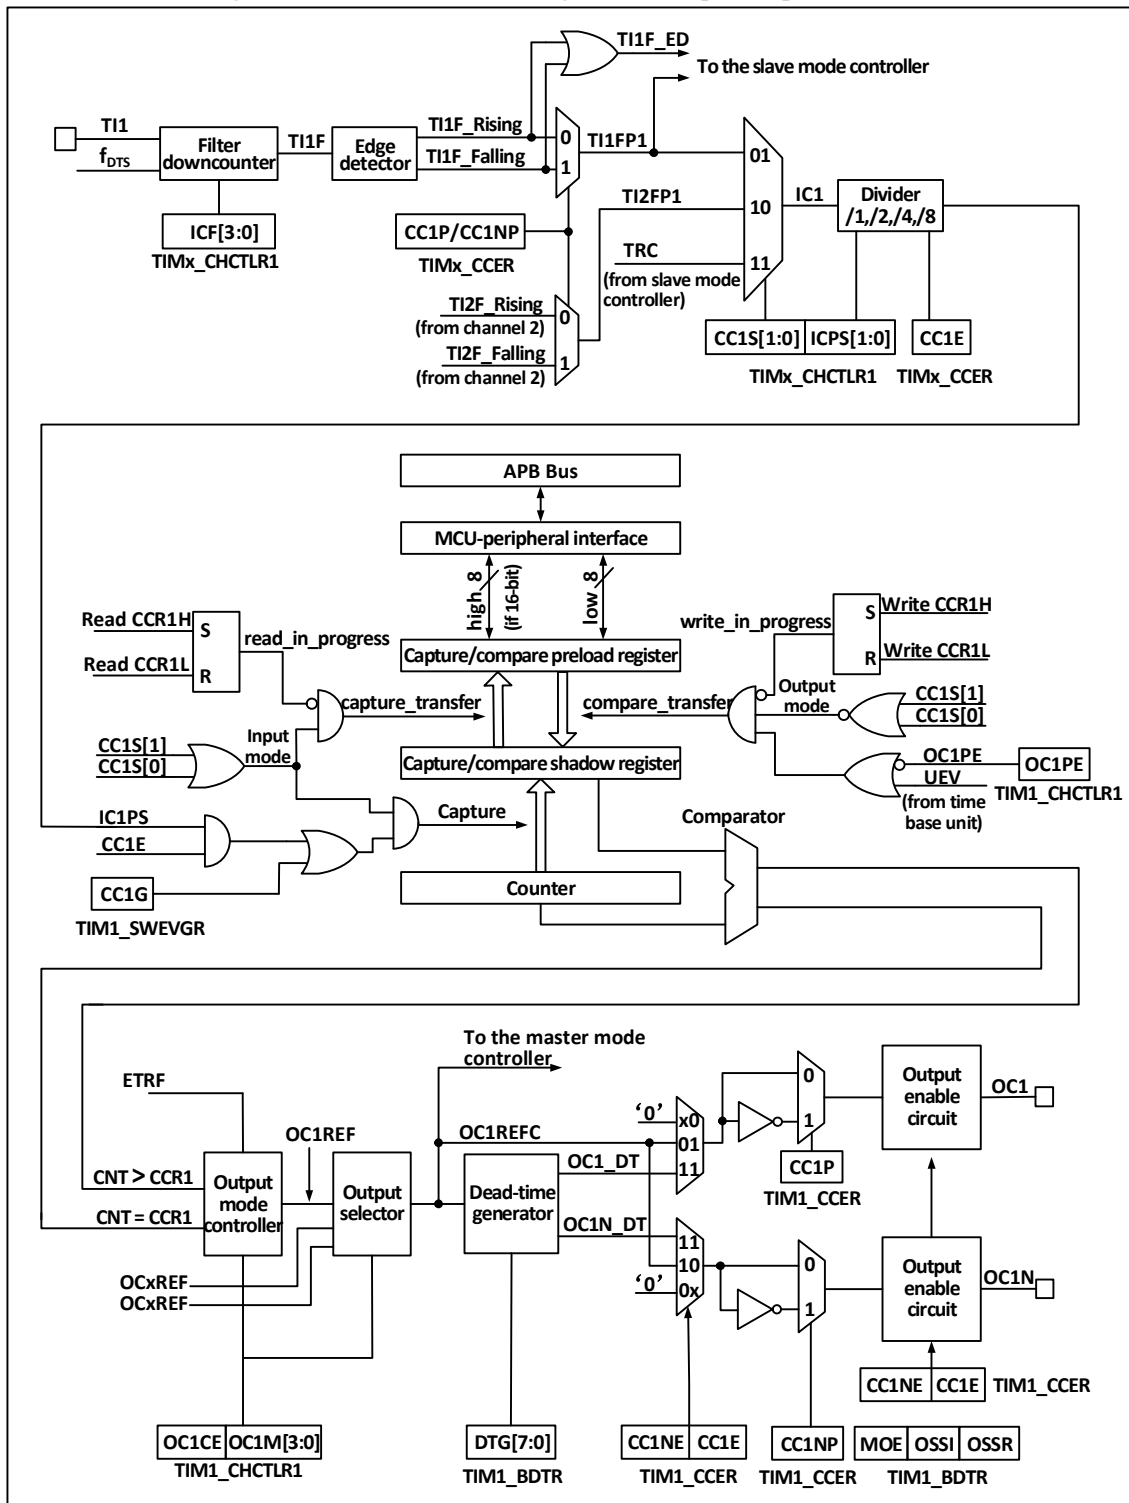 TI1F_ED
To the slave mode controller
TI1
f_DTS
Filter
downcounter
TI1F
Edge
detector
TI1F_Rising
TI1F_Falling
0
1
TI1FP1
TI2FP1
TRC
(from slave mode
controller)
01
10
11
IC1
Divider
/1,/2,/4,/8
ICF[3:0]
TIMx_CHCTLR1
CC1P/CC1NP
TIMx_CCER
TI2F_Rising
(from channel 2)
TI2F_Falling
(from channel 2)
0
1
CC1S[1:0]
ICPS[1:0]
CC1E
TIMx_CHCTLR1
TIMx_CCER
APB Bus
MCU-peripheral interface
high 8
(if 16-bit)
low 8
Read CCR1H
Read CCR1L
S
R
read_in_progress
Capture/compare preload register
write_in_progress
S
R
Write CCR1H
Write CCR1L
capture_transfer
compare_transfer
Output
mode
CC1S[1]
CC1S[0]
CC1S[1]
CC1S[0]
Input
mode
Capture/compare shadow register
OC1PE
UEV
(from time
base unit)
OC1PE
TIM1_CHCTLR1
IC1PS
CC1E
Capture
Comparator
CC1G
TIM1_SWEVGR
Counter
To the master mode
controller
ETRF
OC1REF
OC1REFC
CNT > CCR1
CNT = CCR1
Output
mode
controller
Output
selector
Dead-time
generator
OC1_DT
OC1N_DT
OCxREF
OCxREF
‘0’
x0
01
11
0
1
CC1P
TIM1_CCER
Output
enable
circuit
OC1
11
10
‘0’
0x
0
1
Output
enable
circuit
OC1N
CC1NE
CC1E
TIM1_CCER
OC1CE
OC1M[3:0]
TIM1_CHCTLR1
DTG[7:0]
TIM1_BDTR
CC1NE
CC1E
TIM1_CCER
CC1NP
TIM1_CCER
MOE
OSSI
OSSR
TIM1_BDTR